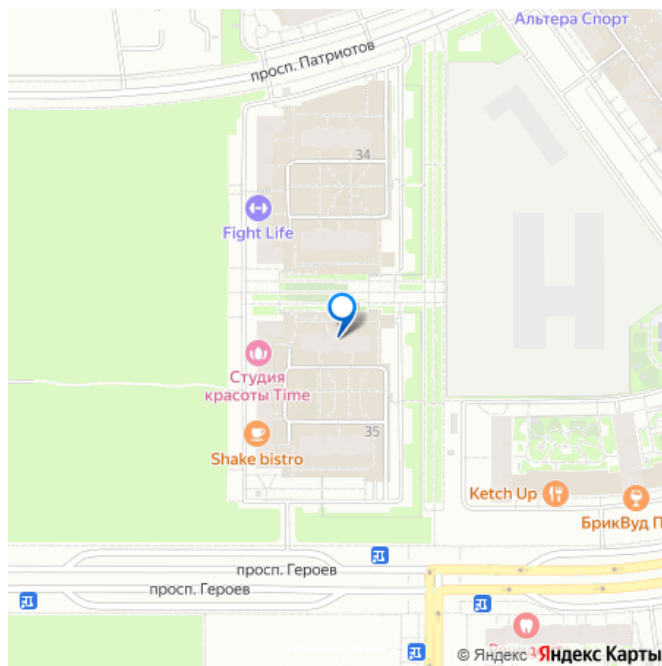 Альтера Спорт
просп. Патриотов
34
Fight Life
Студия
красоты Time
35
Shake bistro
Ketch Up
БрикВуд П
просп. Героев
просп. Героев
© Яндекс Яндекс Карты